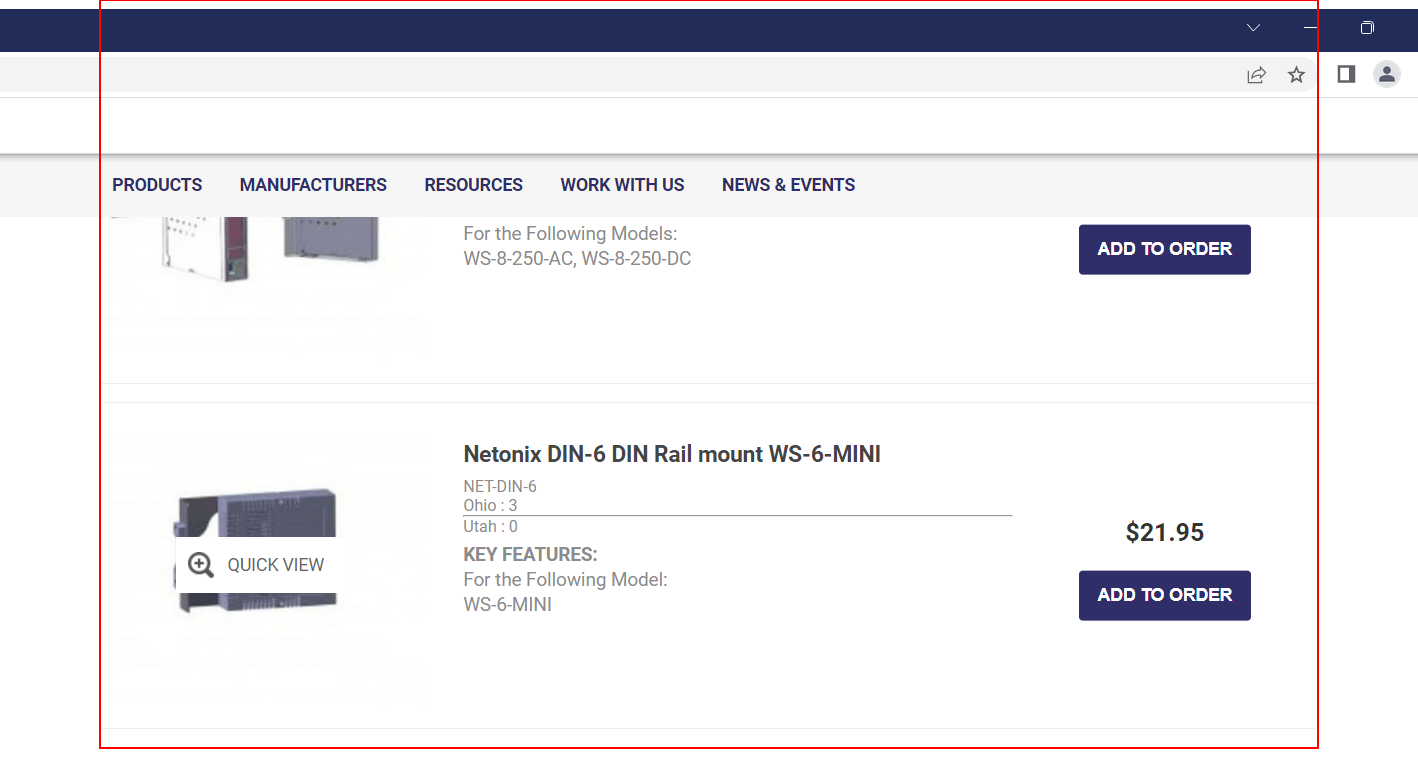 PRODUCTS MANUFACTURERS RESOURCES WORK WITH US NEWS & EVENTS
For the Following Models:
WS-8-250-AC, WS-8-250-DC
ADD TO ORDER
Netonix DIN-6 DIN Rail mount WS-6-MINI
NET-DIN-6
Ohio : 3
Utah : 0
KEY FEATURES:
For the Following Model:
WS-6-MINI
QUICK VIEW
$21.95
ADD TO ORDER